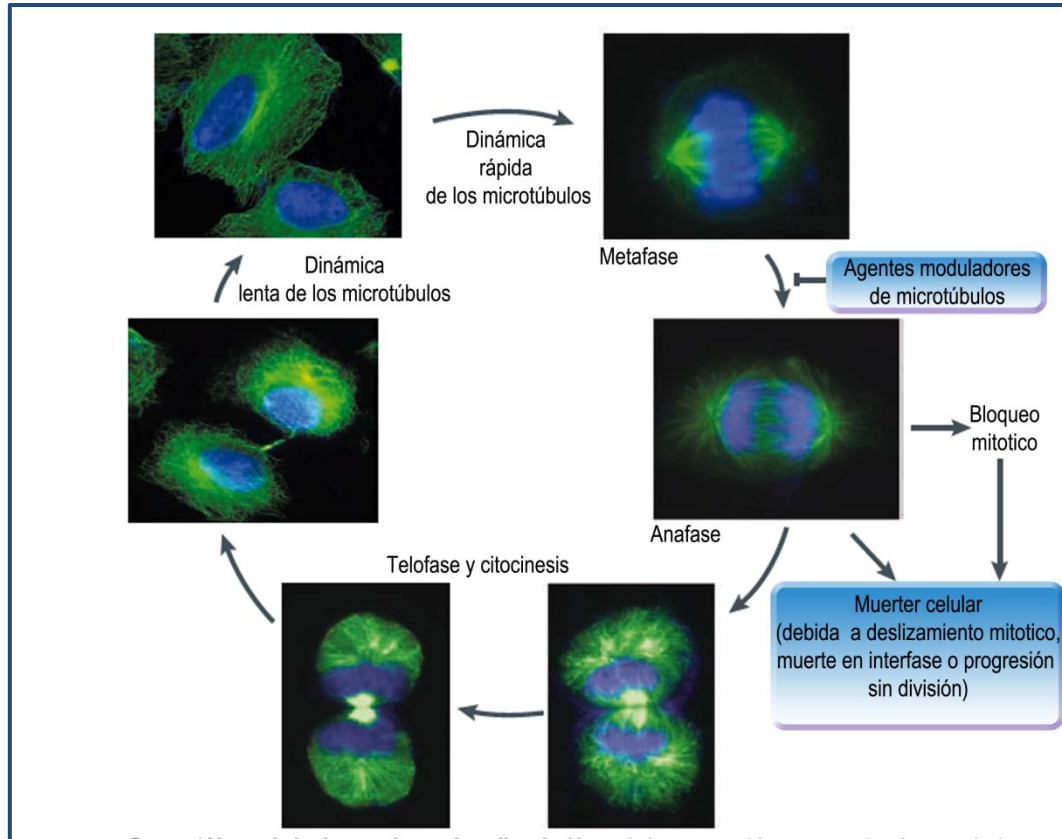 Dinámica
rápida
de los microtúbulos
Metafase
Agentes moduladores
de microtúbulos
Dinámica
lenta de los microtúbulos
Bloqueo
mitotico
Anafase
Telofase y citocinesis
Muerter celular
(debida a deslizamiento mitotico,
muerte en interfase o progresión
sin división)